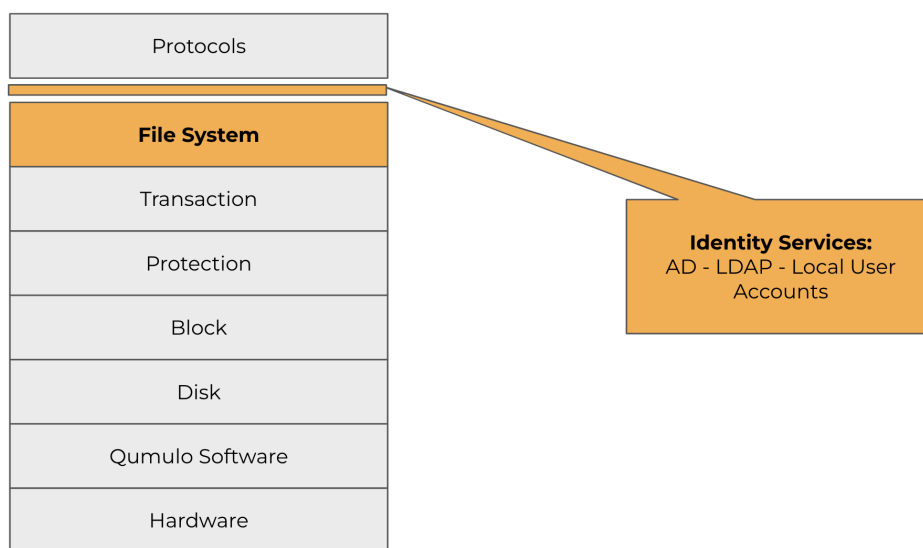 Protocols
File System
Transaction
Protection
Block
Disk
Qumulo Software
Hardware
Identity Services:
AD - LDAP - Local User
Accounts